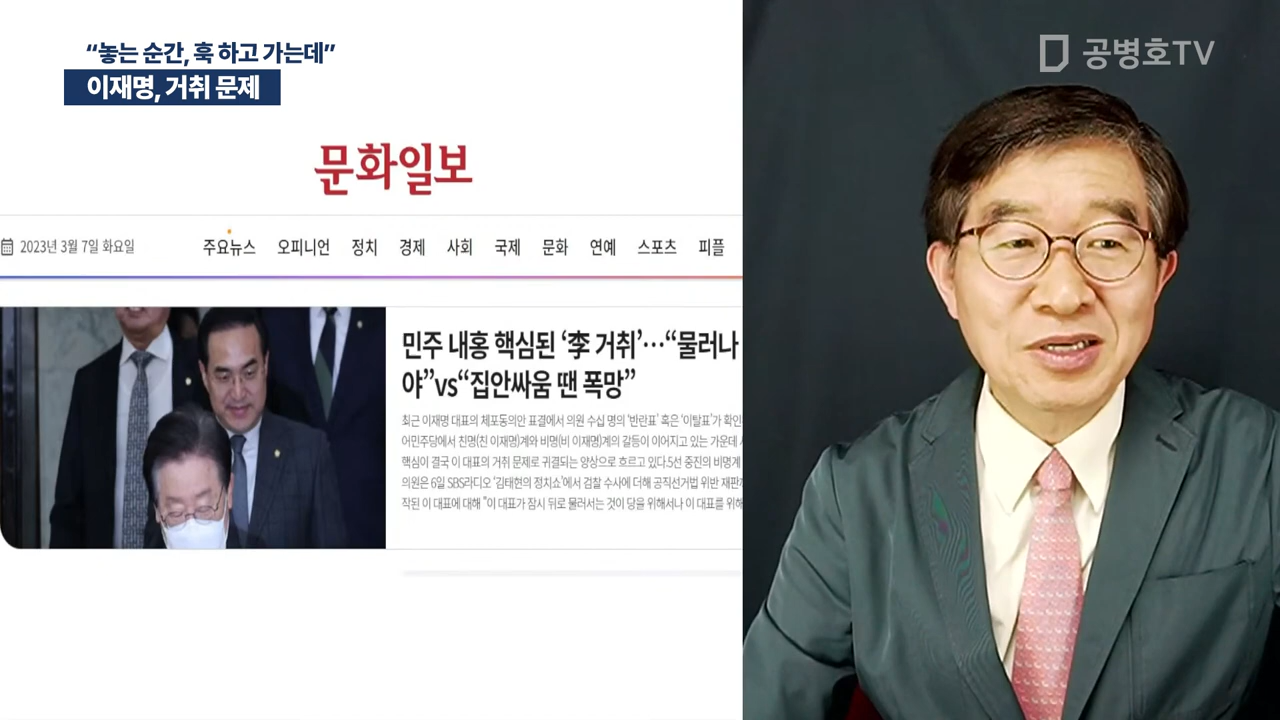 “놓는 순간, 훅 하고 가는데”
이재명, 거취 문제
공병호TV
문화일보
2023년 3월 7일 화요일
주요뉴스 오피니언 정치 경제 사회 국제 문화 연예 스포츠 피플
민주 내홍 핵심된 ‘李 거취’…“물러나
야”vs“집안싸움 땐 폭망”
최근 이재명 대표의 체포동의안 표결에서 의원 수십 명의 ‘반란표’ 혹은 ‘이탈표’가 확인
어민주당에서 친명(친 이재명)계와 비명(비 이재명)계의 갈등이 이어지고 있는 가운데
핵심이 결국 이 대표의 거취 문제로 귀결되는 양상으로 흐르고 있다.5선 중진의 비명계
의원은 6일 SBS라디오 ‘김태현의 정치쇼’에서 검찰 수사에 더해 공직선거법 위반 재판
작된 이 대표에 대해 "이 대표가 잠시 뒤로 물러서는 것이 당을 위해서나 이 대표를 위해